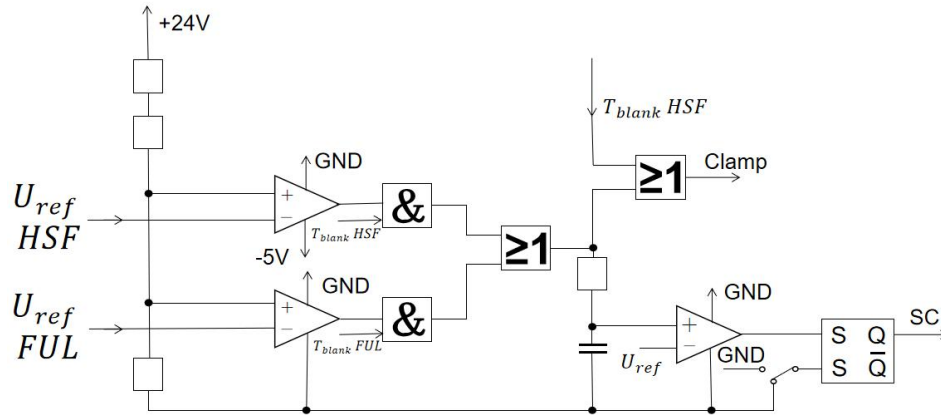 +24V
T_blank HSF
≥1
Clamp
GND
U_ref
HSF
+
−
&
T_blank HSF
-5V
≥1
GND
U_ref
FUL
+
−
&
T_blank FUL
GND
+
−
U_ref
GND
S Q
S Q̅
SC